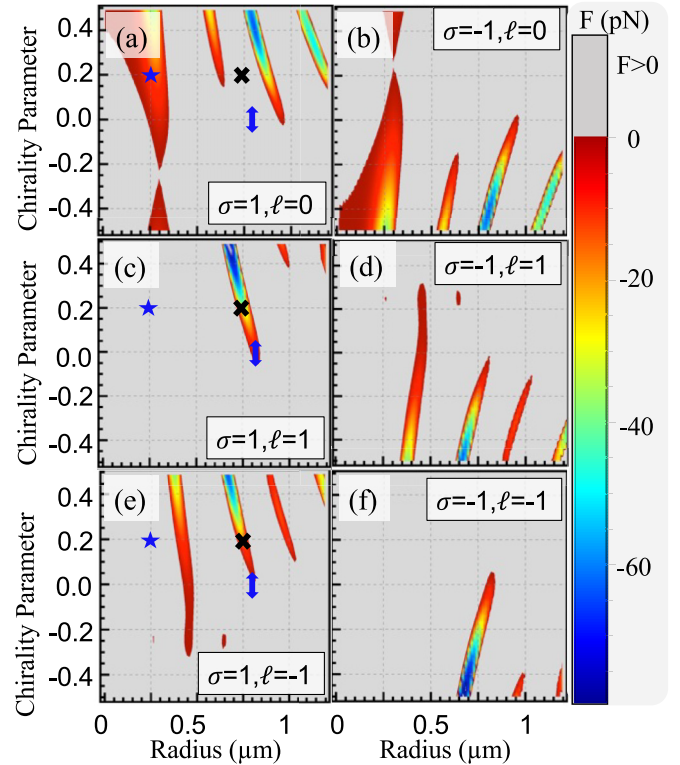 F (pN)
F>0
0
-20
-40
-60
(a)
0.4
0.2
0.0
-0.2
-0.4
Chirality Parameter
σ=1,ℓ=0
(b)
σ=-1,ℓ=0
(c)
0.4
0.2
0.0
-0.2
-0.4
Chirality Parameter
σ=1,ℓ=1
(d)
σ=-1,ℓ=1
(e)
0.4
0.2
0.0
-0.2
-0.4
Chirality Parameter
σ=1,ℓ=-1
(f)
σ=-1,ℓ=-1
0 0.5 1
Radius (µm)
0 0.5 1
Radius (µm)